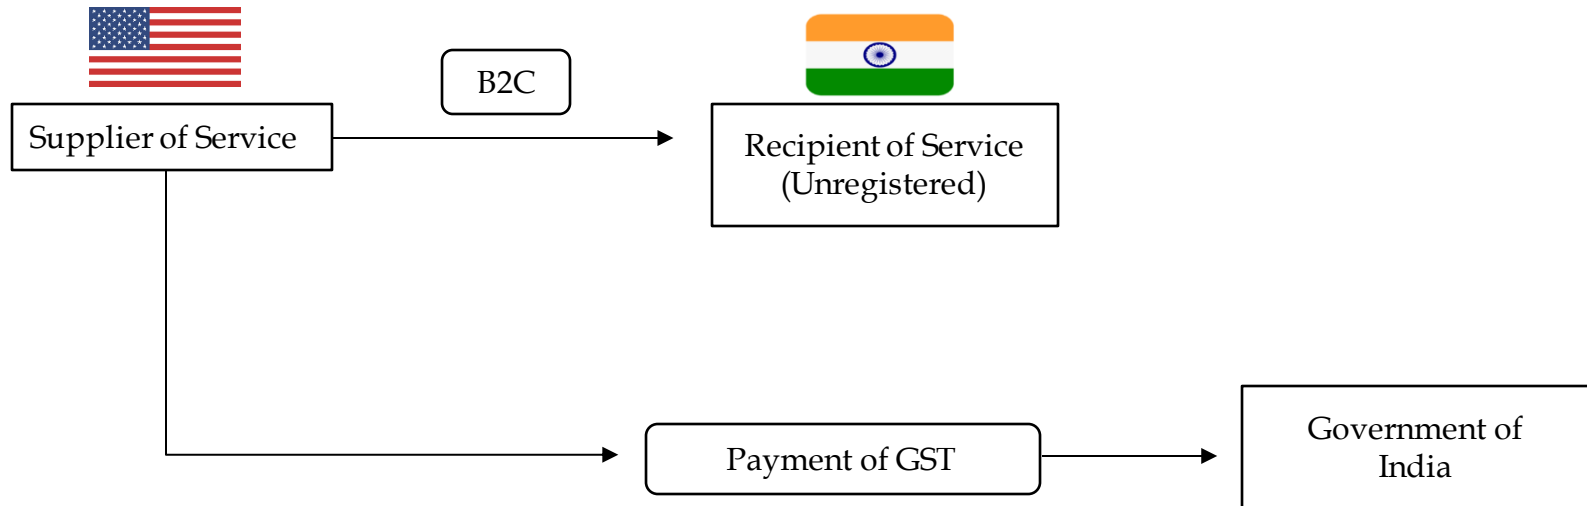 B2C
Supplier of Service
Recipient of Service
(Unregistered)
Payment of GST
Government of
India